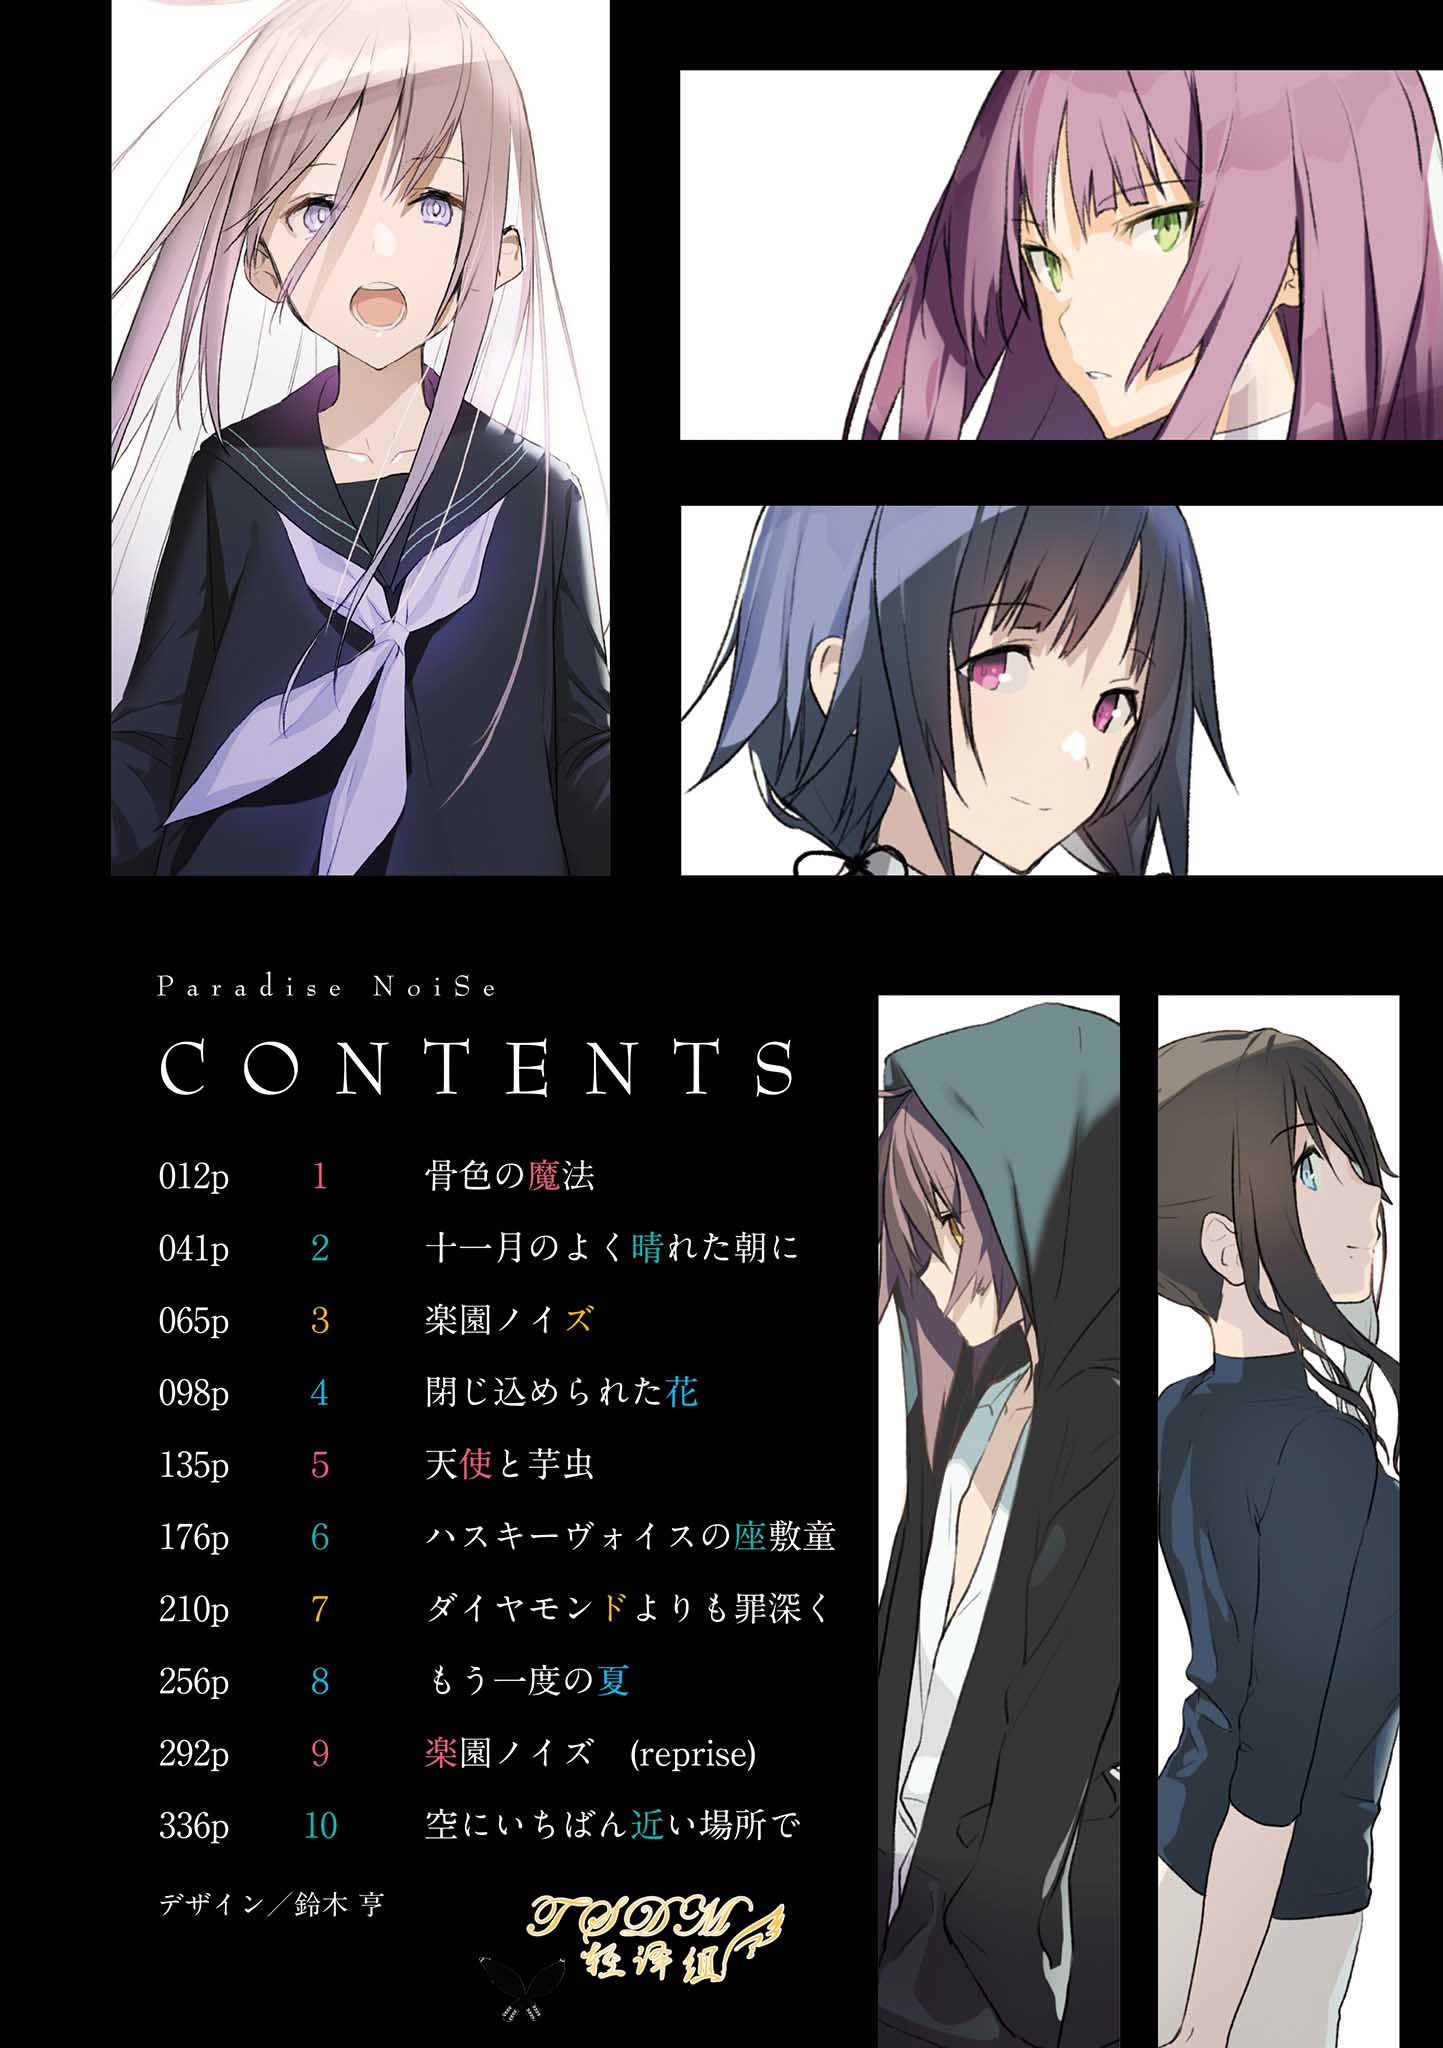 Paradise NoiSe
CONTENTS
012p 1 骨色の魔法
041p 2 十一月のよく晴れた朝に
065p 3 楽園ノイズ
098p 4 閉じ込められた花
135p 5 天使と芋虫
176p 6 ハスキーヴォイスの座敷童
210p 7 ダイヤモンドよりも罪深く
256p 8 もう一度の夏
292p 9 楽園ノイズ　(reprise)
336p 10 空にいちばん近い場所で
デザイン／鈴木 亨
TSDM
轻译组